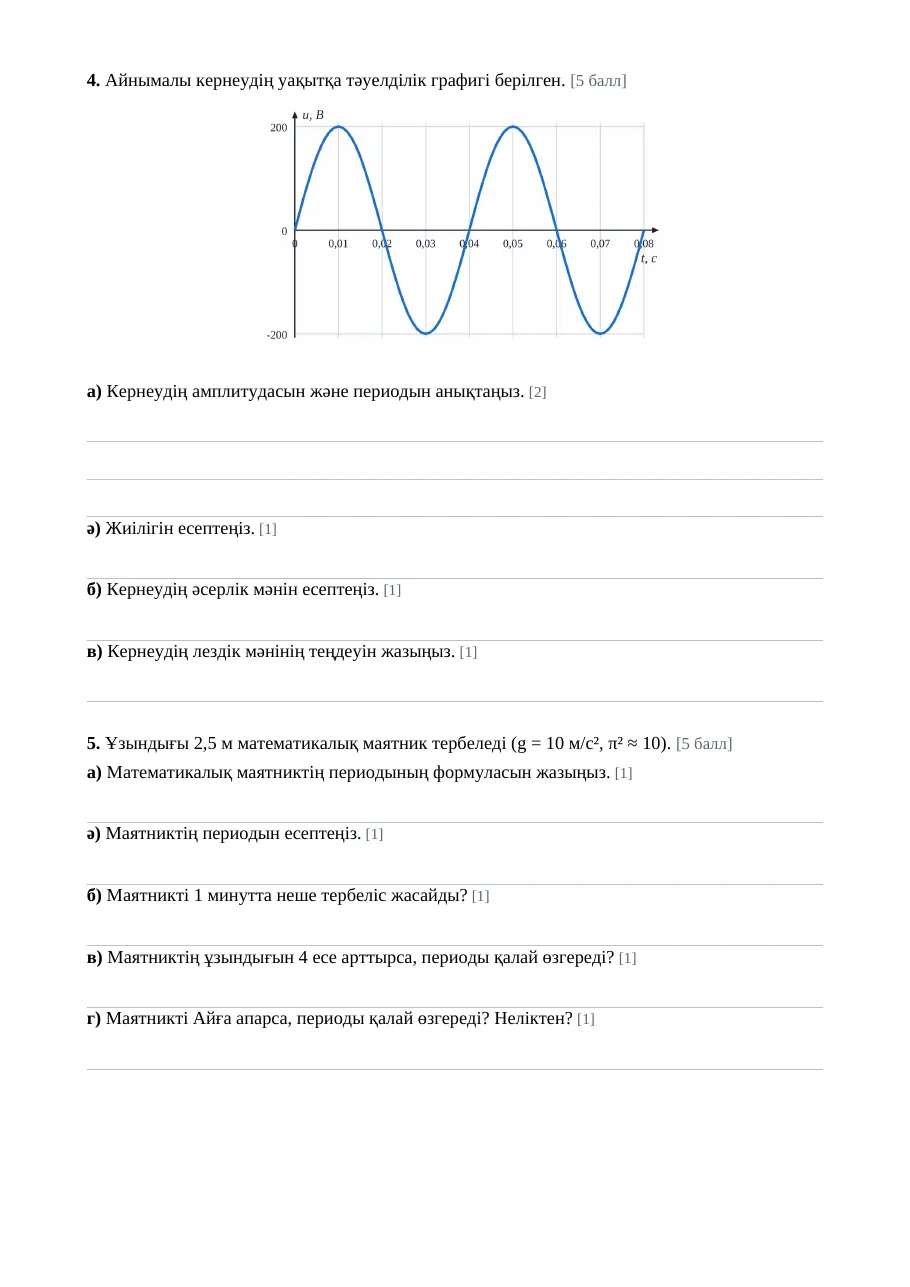 4. Айнымалы кернеудің уақытқа тәуелділік графигі берілген. [5 балл]
u, В
200
0
0 0,01 0,02 0,03 0,04 0,05 0,06 0,07 0,08
t, с
-200
а) Кернеудің амплитудасын және периодын анықтаңыз. [2]
ә) Жиілігін есептеңіз. [1]
б) Кернеудің әсерлік мәнін есептеңіз. [1]
в) Кернеудің лездік мәнінің теңдеуін жазыңыз. [1]
5. Ұзындығы 2,5 м математикалық маятник тербеледі (g = 10 м/с², π² ≈ 10). [5 балл]
а) Математикалық маятниктің периодының формуласын жазыңыз. [1]
ә) Маятниктің периодын есептеңіз. [1]
б) Маятникті 1 минутта неше тербеліс жасайды? [1]
в) Маятниктің ұзындығын 4 есе арттырса, периоды қалай өзгереді? [1]
г) Маятникті Айға апарса, периоды қалай өзгереді? Неліктен? [1]